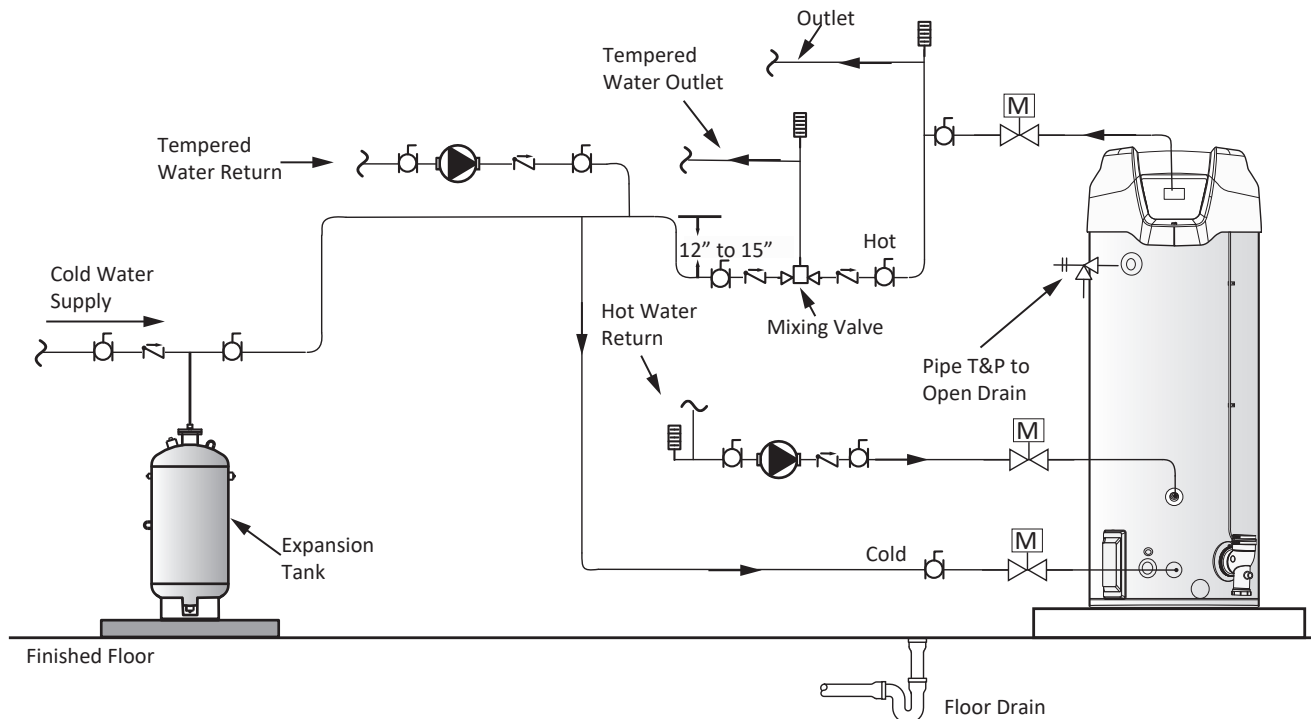 Outlet
Tempered
Water Outlet
M
Tempered
Water Return
12” to 15”
Hot
Cold Water
Supply
Hot Water
Return
Mixing Valve
Pipe T&P to
Open Drain
M
Expansion
Tank
Cold
M
Finished Floor
Floor Drain